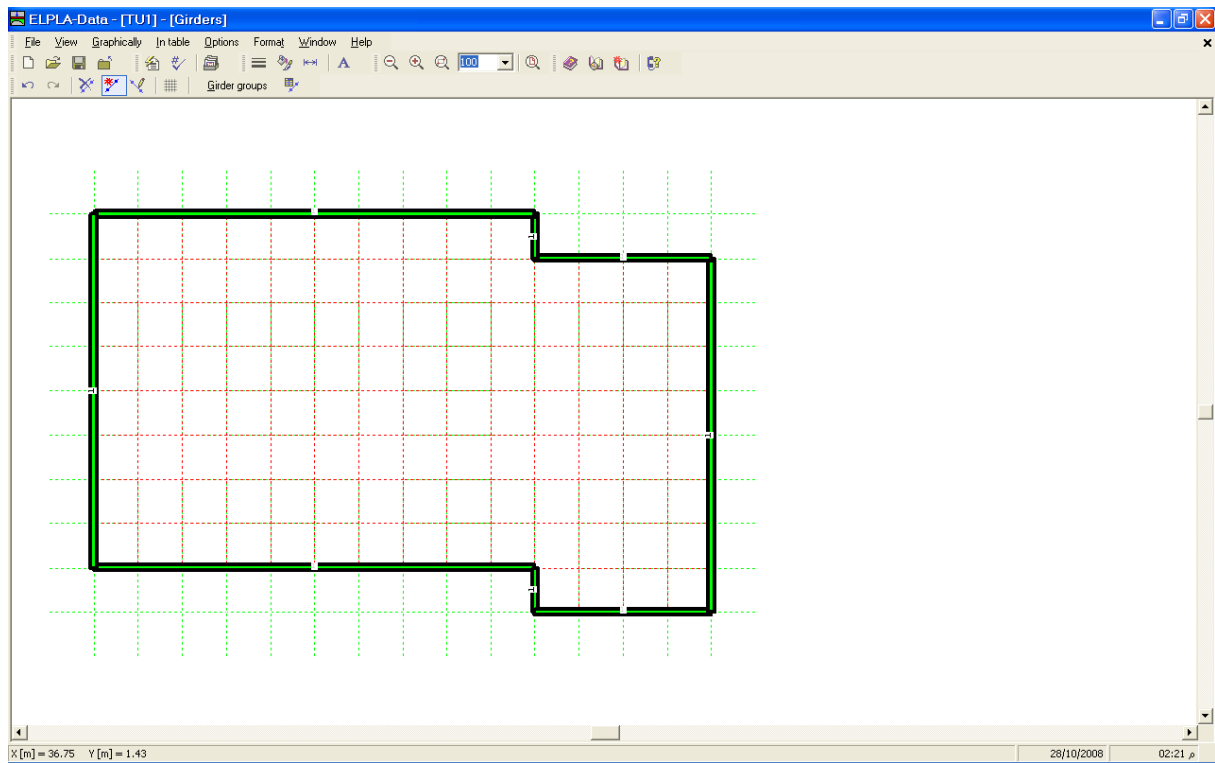 ELPLA-Data - [TU1] - [Girders]
File View Graphically In table Options Format Window Help
A 100
Girder groups
X [m] = 36.75 Y [m] = 1.43 28/10/2008 02:21 م